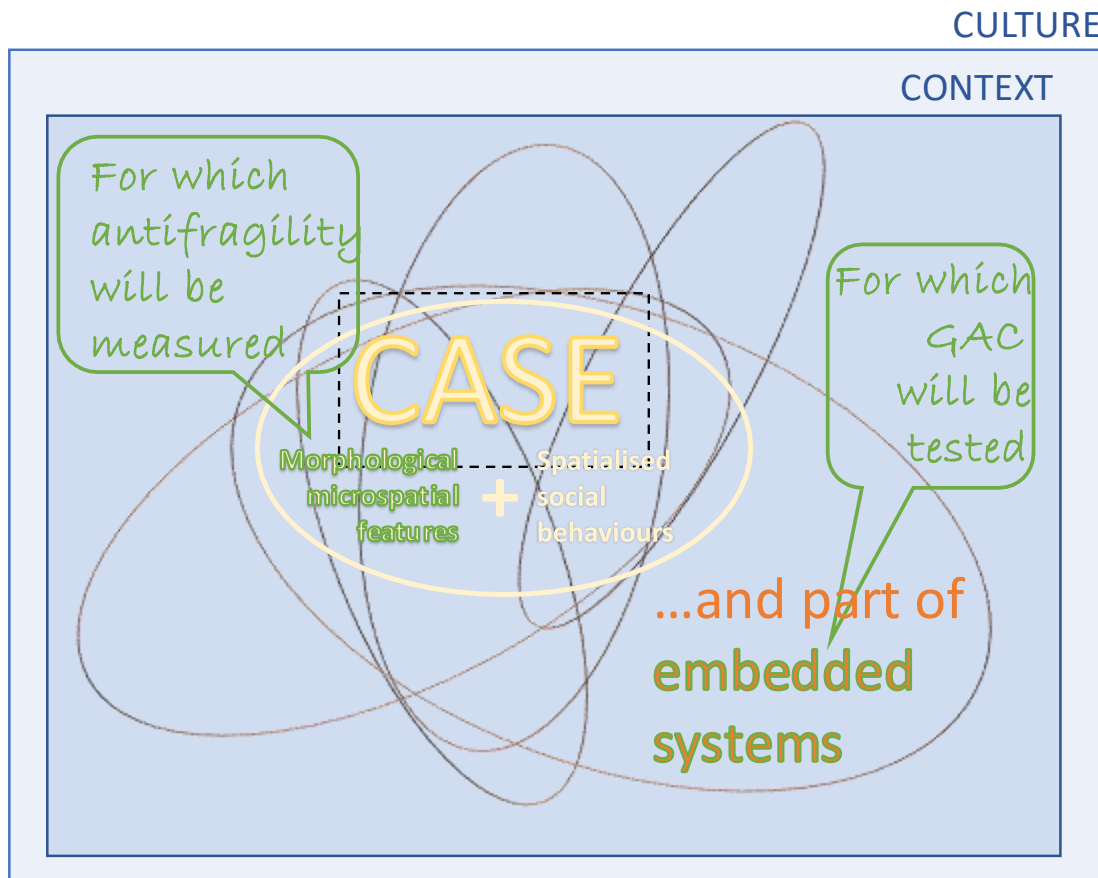 CULTURE
CONTEXT
For which
antifragility
will be
measured
For which
GAC
will be
tested
CASE
Morphological
microspatial
features
+
Spatialised
social
behaviours
...and part of
embedded
systems